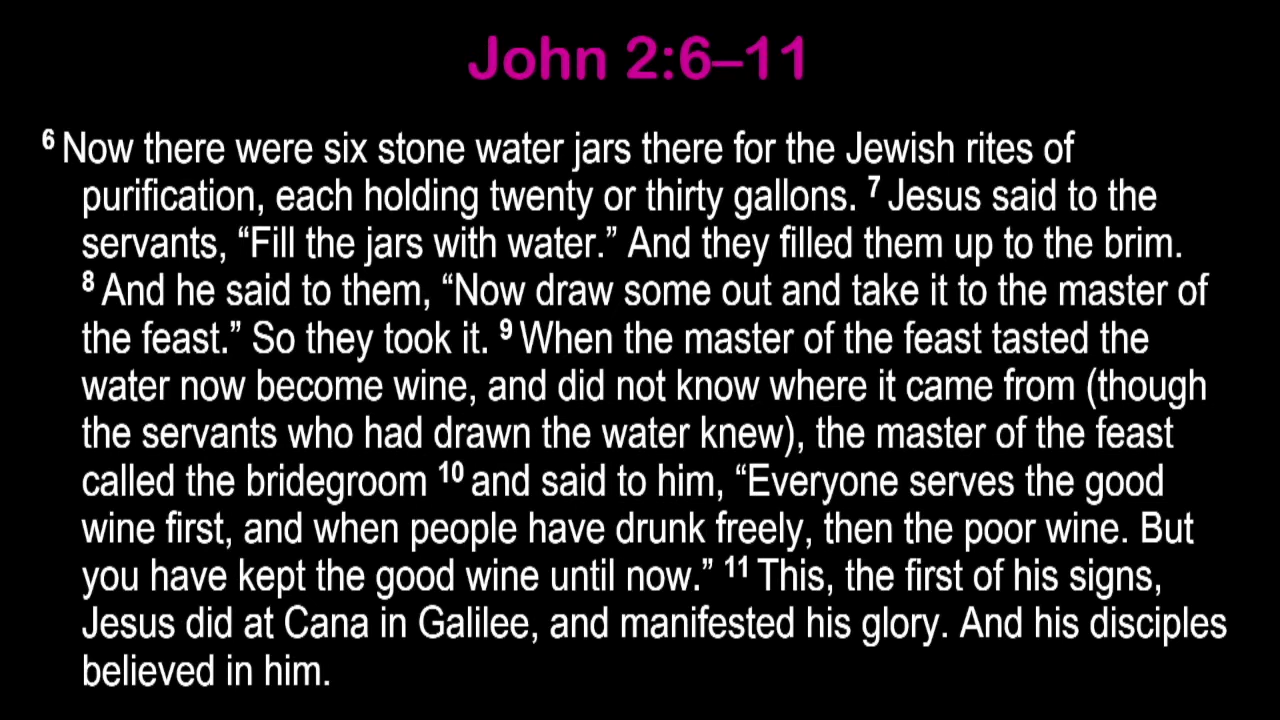 John 2:6–11
6 Now there were six stone water jars there for the Jewish rites of
purification, each holding twenty or thirty gallons. 7 Jesus said to the
servants, “Fill the jars with water.” And they filled them up to the brim.
8 And he said to them, “Now draw some out and take it to the master of
the feast.” So they took it. 9 When the master of the feast tasted the
water now become wine, and did not know where it came from (though
the servants who had drawn the water knew), the master of the feast
called the bridegroom 10 and said to him, “Everyone serves the good
wine first, and when people have drunk freely, then the poor wine. But
you have kept the good wine until now.” 11 This, the first of his signs,
Jesus did at Cana in Galilee, and manifested his glory. And his disciples
believed in him.